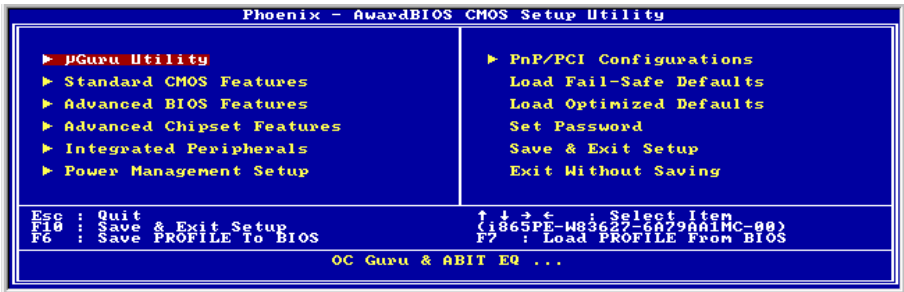 Phoenix - AwardBIOS CMOS Setup Utility
► µGuru Utility
► Standard CMOS Features
► Advanced BIOS Features
► Advanced Chipset Features
► Integrated Peripherals
► Power Management Setup
► PnP/PCI Configurations
Load Fail-Safe Defaults
Load Optimized Defaults
Set Password
Save & Exit Setup
Exit Without Saving
Esc : Quit
F10 : Save & Exit Setup
F6 : Save PROFILE To BIOS
↑ ↓ → ← : Select Item
(i865PE-W83627-6A79AA1MC-00)
F7 : Load PROFILE From BIOS
OC Guru & ABIT EQ ...